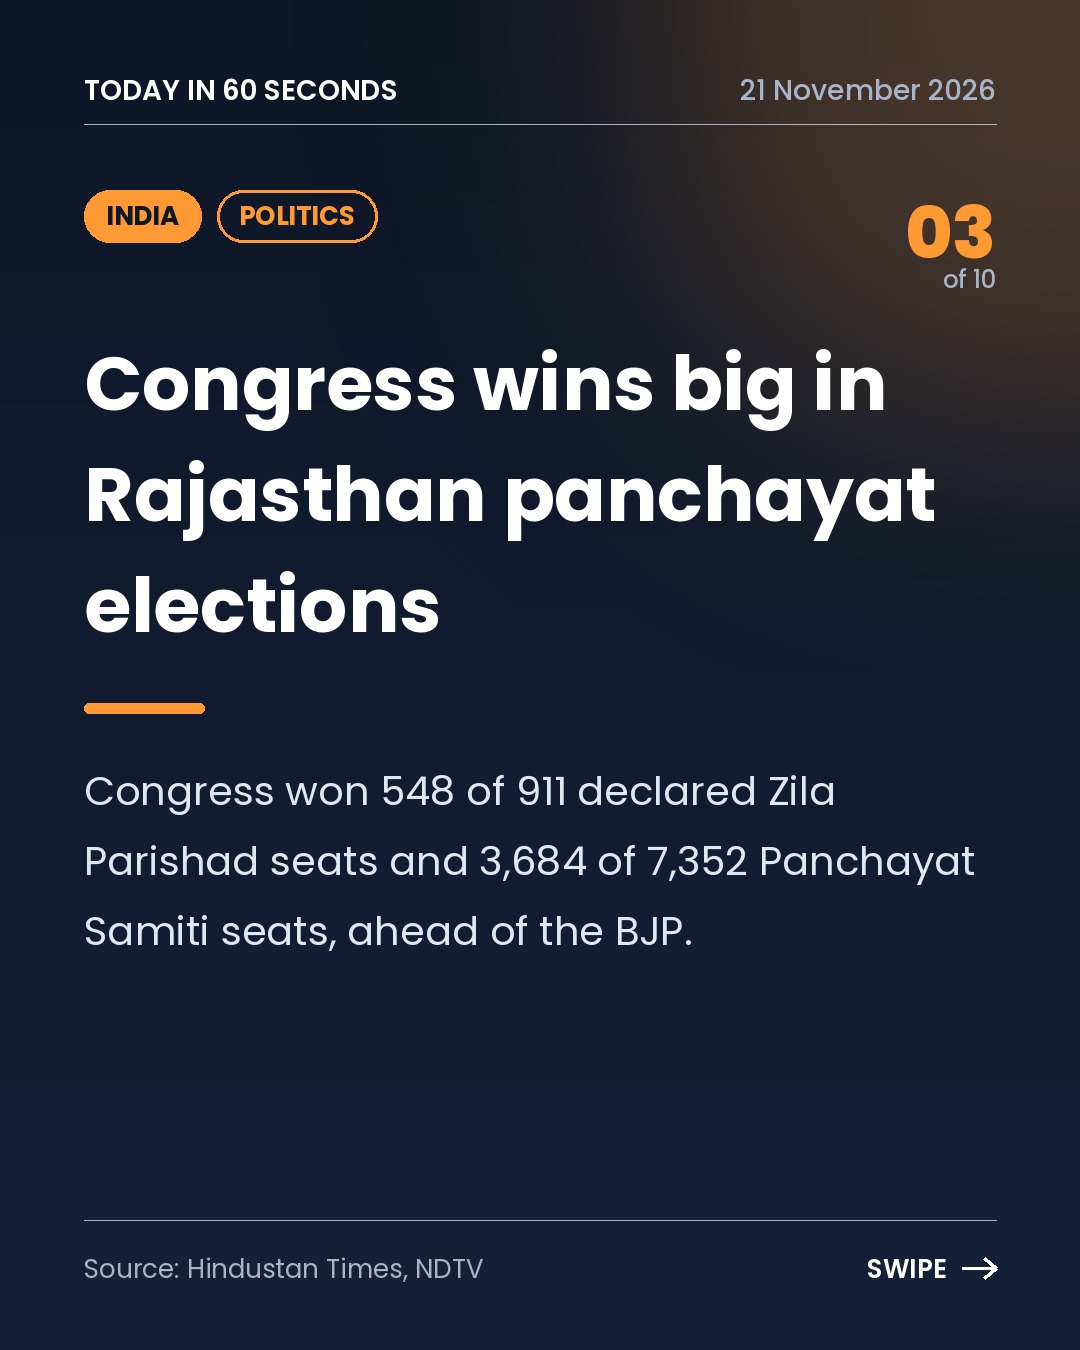 TODAY IN 60 SECONDS
21 November 2026
INDIA
POLITICS
03
of 10
Congress wins big in
Rajasthan panchayat
elections
Congress won 548 of 911 declared Zila
Parishad seats and 3,684 of 7,352 Panchayat
Samiti seats, ahead of the BJP.
Source: Hindustan Times, NDTV
SWIPE →